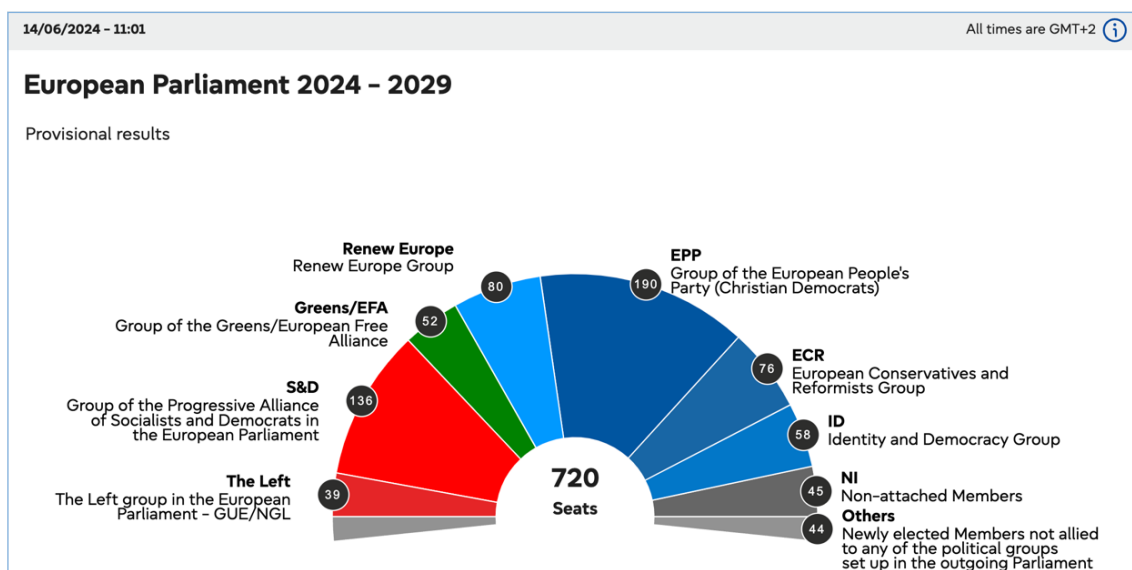 14/06/2024 - 11:01
All times are GMT+2
European Parliament 2024 – 2029
Provisional results
Renew Europe
Renew Europe Group
80
EPP
Group of the European People's
Party (Christian Democrats)
190
Greens/EFA
Group of the Greens/European Free
Alliance
52
ECR
European Conservatives and
Reformists Group
76
S&D
Group of the Progressive Alliance
of Socialists and Democrats in
the European Parliament
136
ID
Identity and Democracy Group
58
The Left
The Left group in the European
Parliament - GUE/NGL
39
720
Seats
NI
Non-attached Members
45
Others
Newly elected Members not allied
to any of the political groups
set up in the outgoing Parliament
44